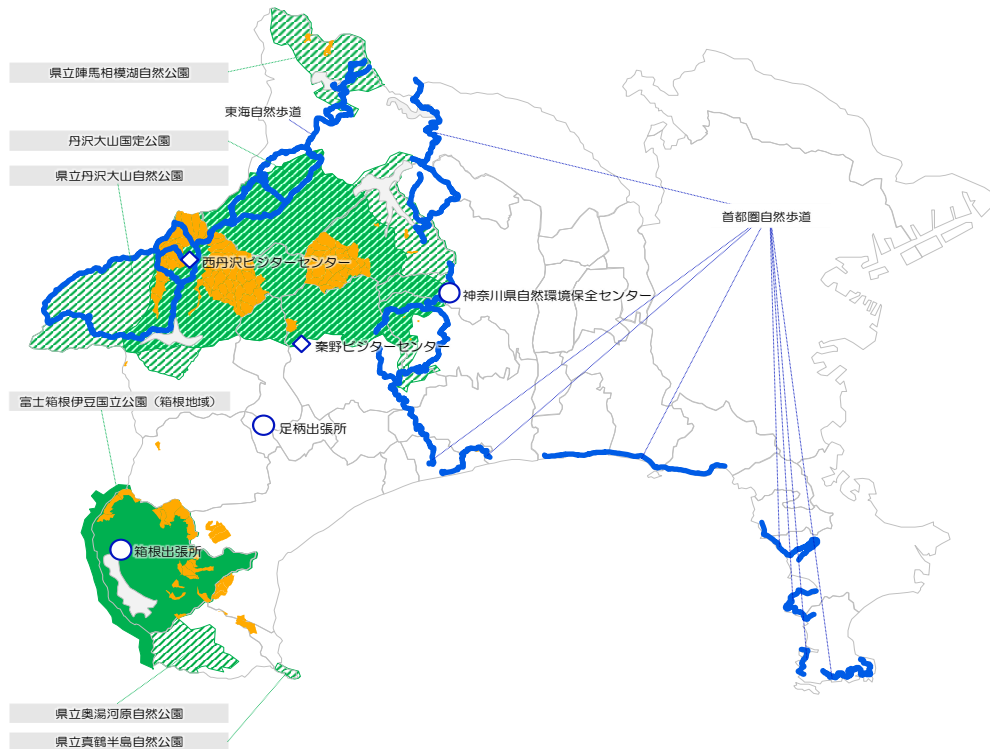 県立陣馬相模湖自然公園
東海自然歩道
丹沢大山国定公園
県立丹沢大山自然公園
首都圏自然歩道
西丹沢ビジターセンター
神奈川県自然環境保全センター
秦野ビジターセンター
富士箱根伊豆国立公園（箱根地域）
足柄出張所
箱根出張所
県立奥湯河原自然公園
県立真鶴半島自然公園